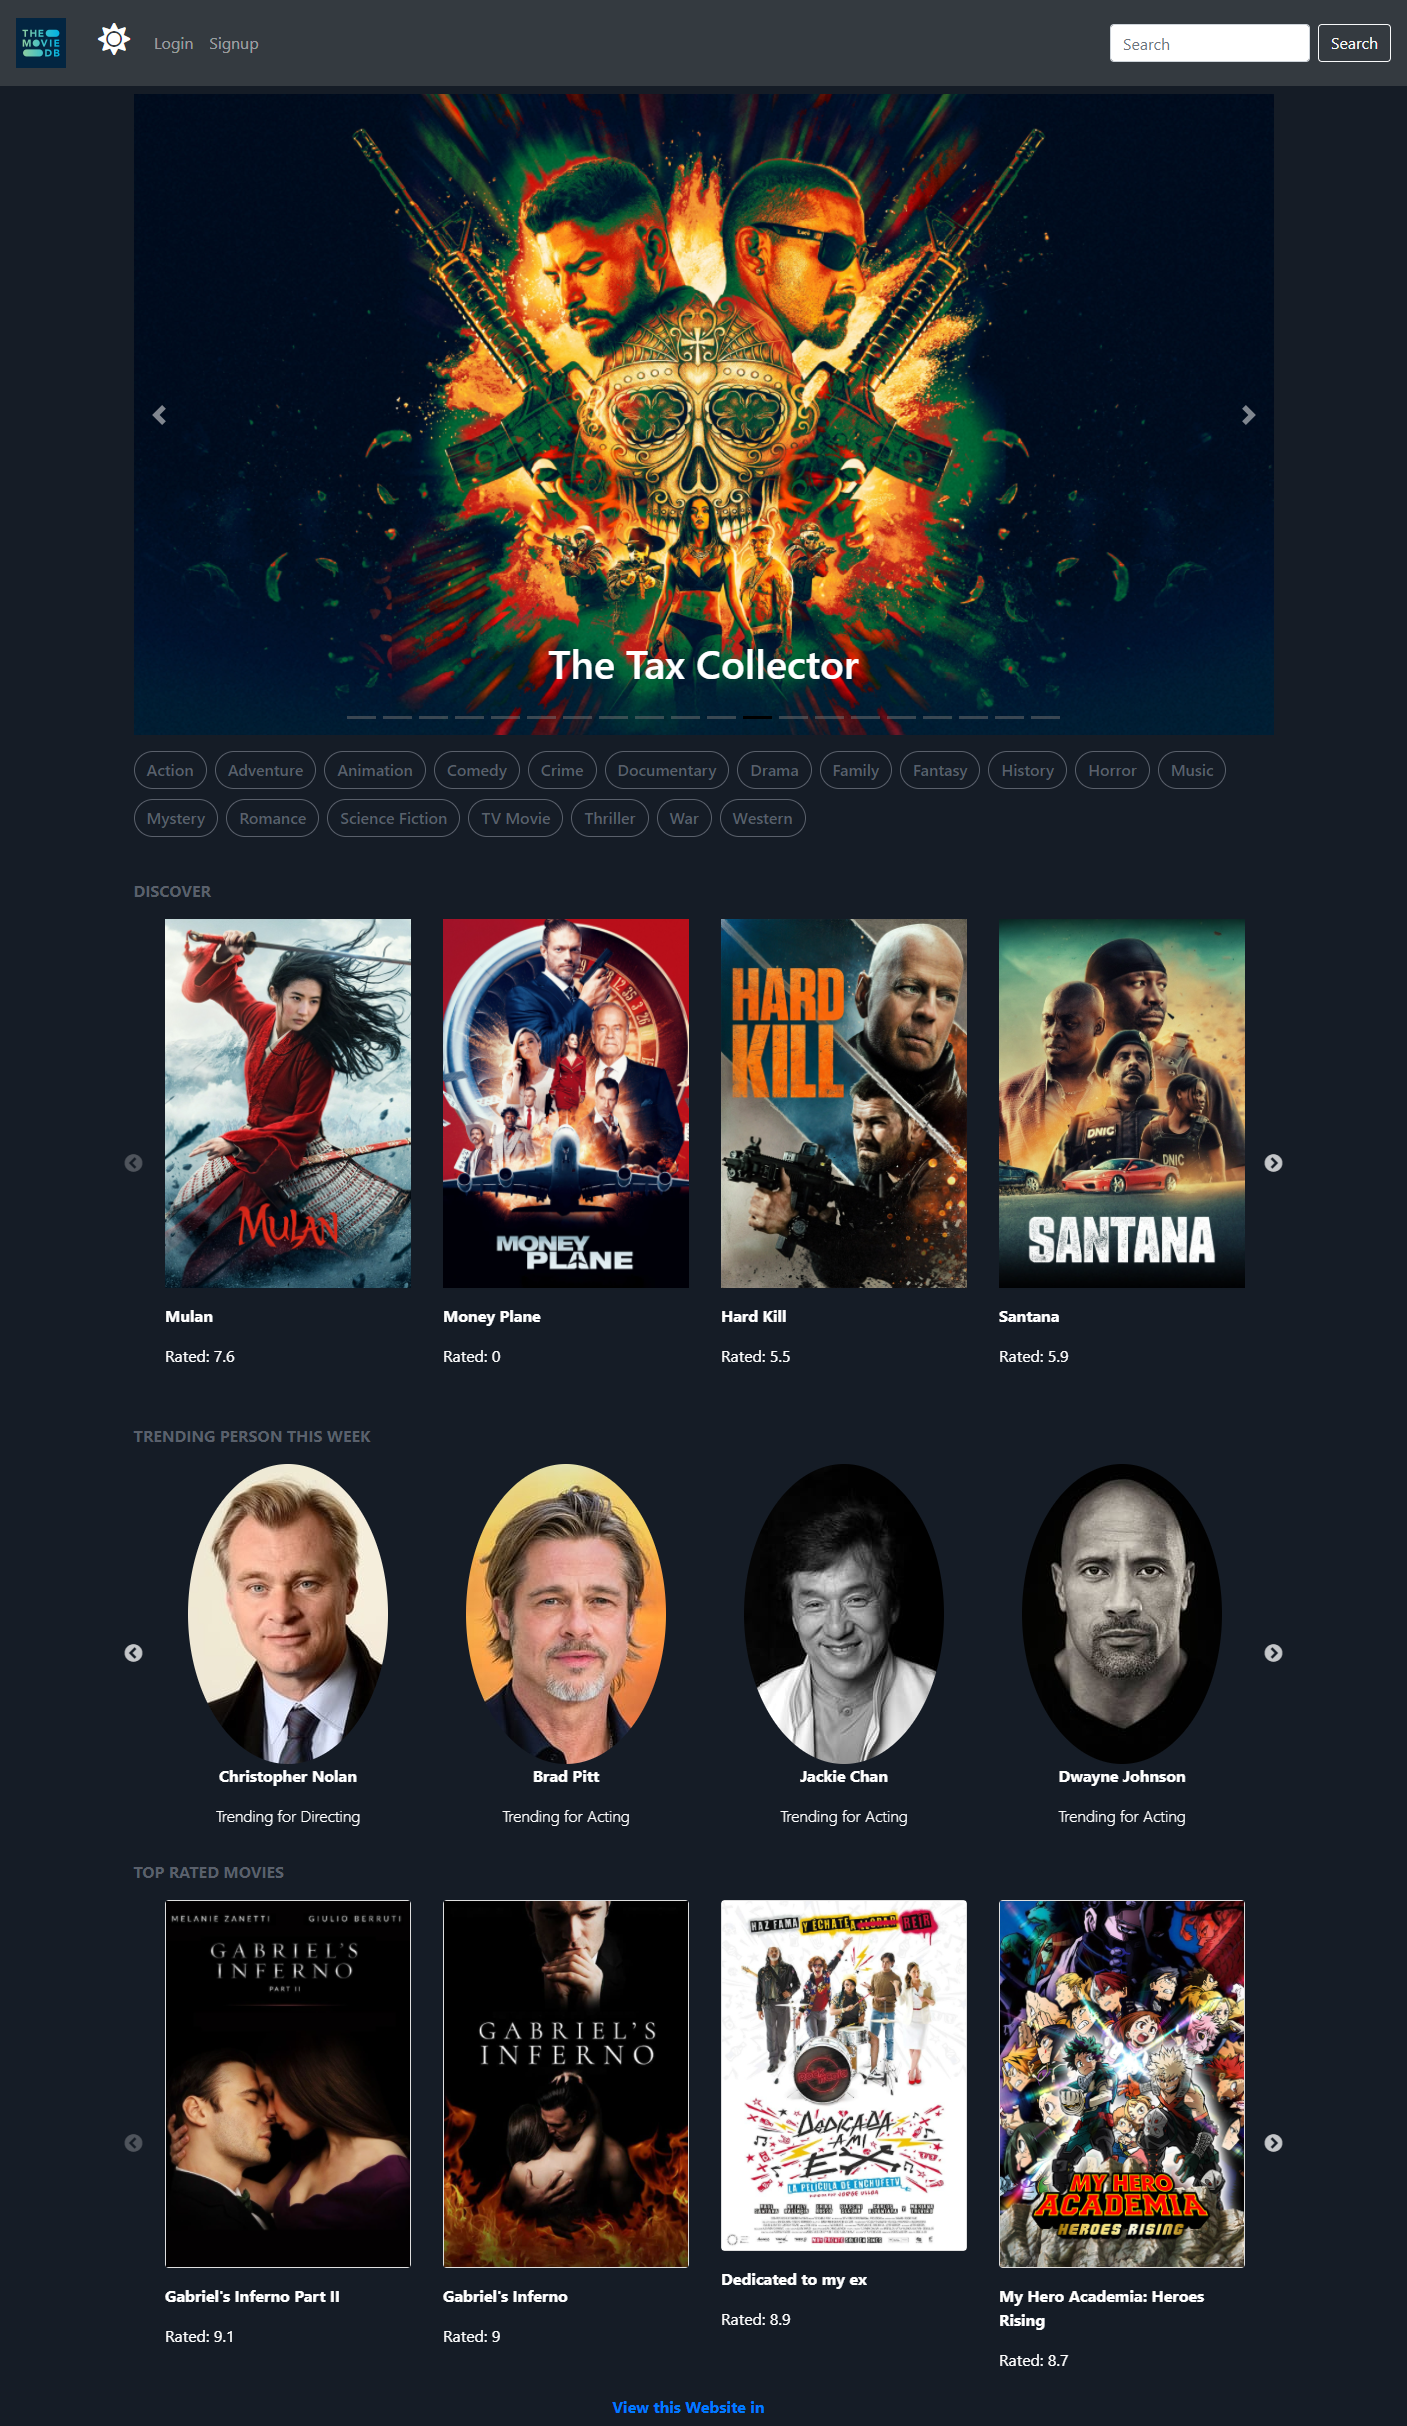 THE
MOVIE
DB
Login
Signup
Search
Search
The Tax Collector
Action
Adventure
Animation
Comedy
Crime
Documentary
Drama
Family
Fantasy
History
Horror
Music
Mystery
Romance
Science Fiction
TV Movie
Thriller
War
Western
DISCOVER
MULAN
MONEY
PLANE
HARD
KILL
DNIC
DNIC
SANTANA
Mulan
Money Plane
Hard Kill
Santana
Rated: 7.6
Rated: 0
Rated: 5.5
Rated: 5.9
TRENDING PERSON THIS WEEK
Christopher Nolan
Brad Pitt
Jackie Chan
Dwayne Johnson
Trending for Directing
Trending for Acting
Trending for Acting
Trending for Acting
TOP RATED MOVIES
MELANIE ZANETTI GIULIO BERRUTI
GABRIEL'S
INFERNO
PART II
GABRIEL'S
INFERNO
HAZ FAMA Y ÉCHATE A LLORAR REIR
DEDICADA
A MI
EX
LA PELÍCULA DE ENCHUFETV
MY HERO
ACADEMIA
HEROES RISING
Gabriel's Inferno Part II
Gabriel's Inferno
Dedicated to my ex
My Hero Academia: Heroes
Rising
Rated: 9.1
Rated: 9
Rated: 8.9
Rated: 8.7
View this Website in